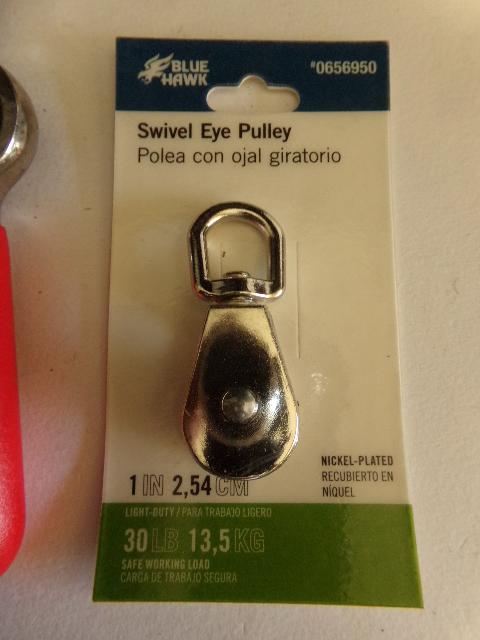 BLUE HAWK
#0656950
Swivel Eye Pulley
Polea con ojal giratorio
1 IN 2,54 CM
NICKEL-PLATED
RECUBIERTO EN
NÍQUEL
LIGHT-DUTY / PARA TRABAJO LIGERO
30 LB 13,5 KG
SAFE WORKING LOAD
CARGA DE TRABAJO SEGURA